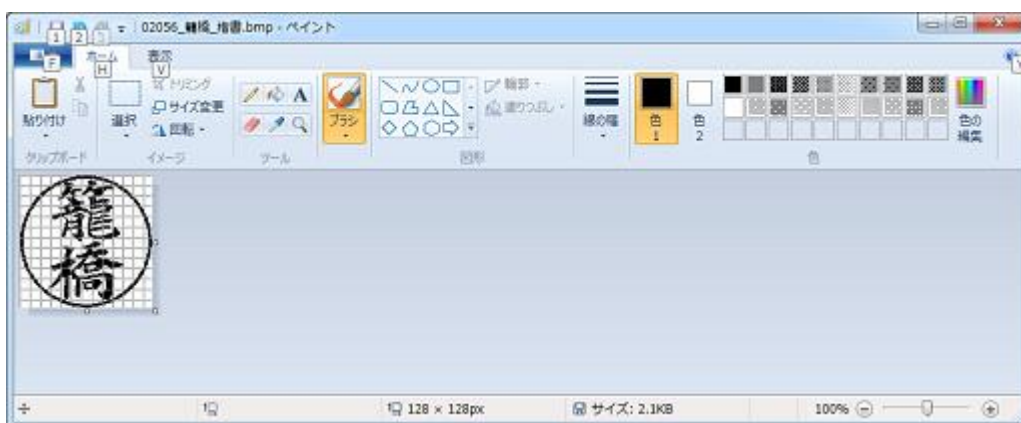 02056_籠橋_楷書.bmp - ペイント
1 2 3
F ホーム 表示
H V Y
貼り付け
選択
トリミング
サイズ変更
回転
A
ブラシ
輪郭
塗りつぶし
線の幅
色
1
色
2
色の
編集
クリップボード イメージ ツール 図形 色
籠
橋
128 × 128px サイズ: 2.1KB 100%